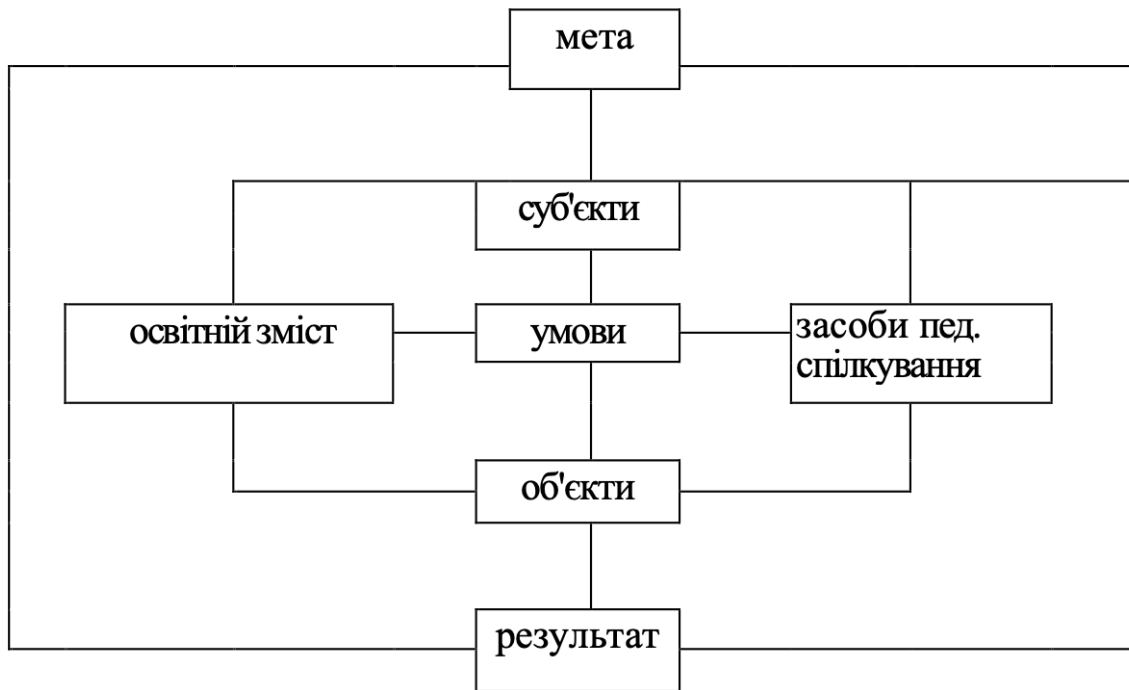 мета
суб'єкти
освітній зміст
умови
засоби пед.
спілкування
об'єкти
результат